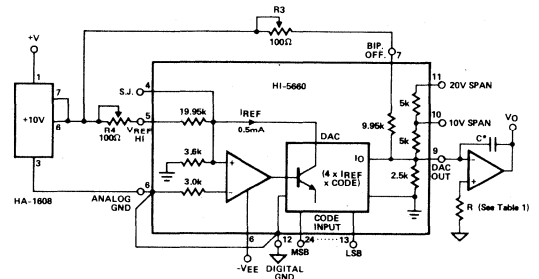 R3
100Ω
+V
BIP.
OFF.
7
1
HI-5660
11
20V SPAN
S.J.
4
7
+10V
6
R4
100Ω
VREF
HI
5
19.95k
IREF
0.5mA
9.95k
5k
10
10V SPAN
5k
VO
C*
DAC
IO
9
DAC
OUT
3.6k
(4 x IREF
x CODE)
2.5k
3
3.0k
ANALOG
GND
6
HA-1608
CODE
INPUT
R (See Table 1)
6
12
24
13
MSB
LSB
-VEE
DIGITAL
GND